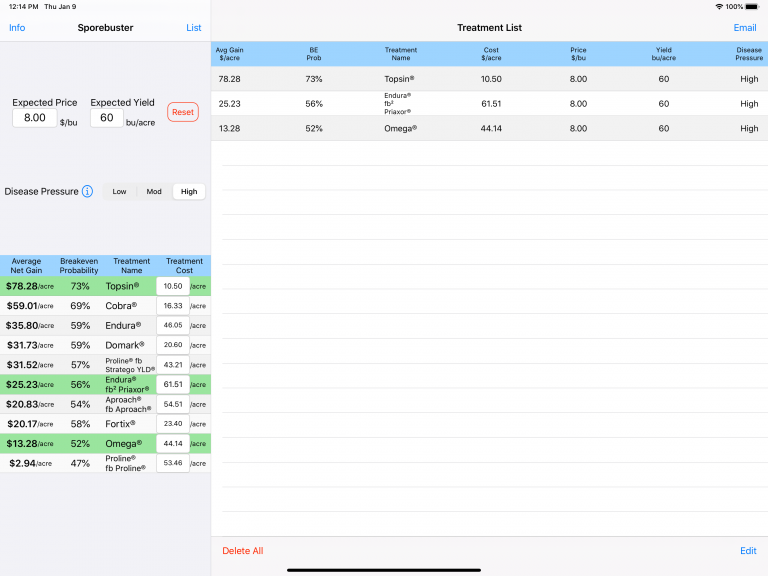 12:14 PM Thu Jan 9
100%
Info Sporebuster List
Expected Price Expected Yield
8.00 $/bu 60 bu/acre Reset
Disease Pressure Low Mod High
Average Breakeven Treatment Treatment
Net Gain Probability Name Cost
$78.28/acre 73% Topsin® 10.50 /acre
$59.01/acre 69% Cobra® 16.33 /acre
$35.80/acre 59% Endura® 46.05 /acre
$31.73/acre 59% Domark® 20.60 /acre
$31.52/acre 57% Proline® fb Stratego YLD® 43.21 /acre
$25.23/acre 56% Endura® fb² Priaxor® 61.51 /acre
$20.83/acre 54% Aproach® fb Aproach® 54.51 /acre
$20.17/acre 58% Fortix® 23.40 /acre
$13.28/acre 52% Omega® 44.14 /acre
$2.94/acre 47% Proline® fb Proline® 53.46 /acre
Treatment List Email
Avg Gain BE Treatment Cost Price Yield Disease
$/acre Prob Name $/acre $/bu bu/acre Pressure
78.28 73% Topsin® 10.50 8.00 60 High
25.23 56% Endura® fb² Priaxor® 61.51 8.00 60 High
13.28 52% Omega® 44.14 8.00 60 High
Delete All Edit